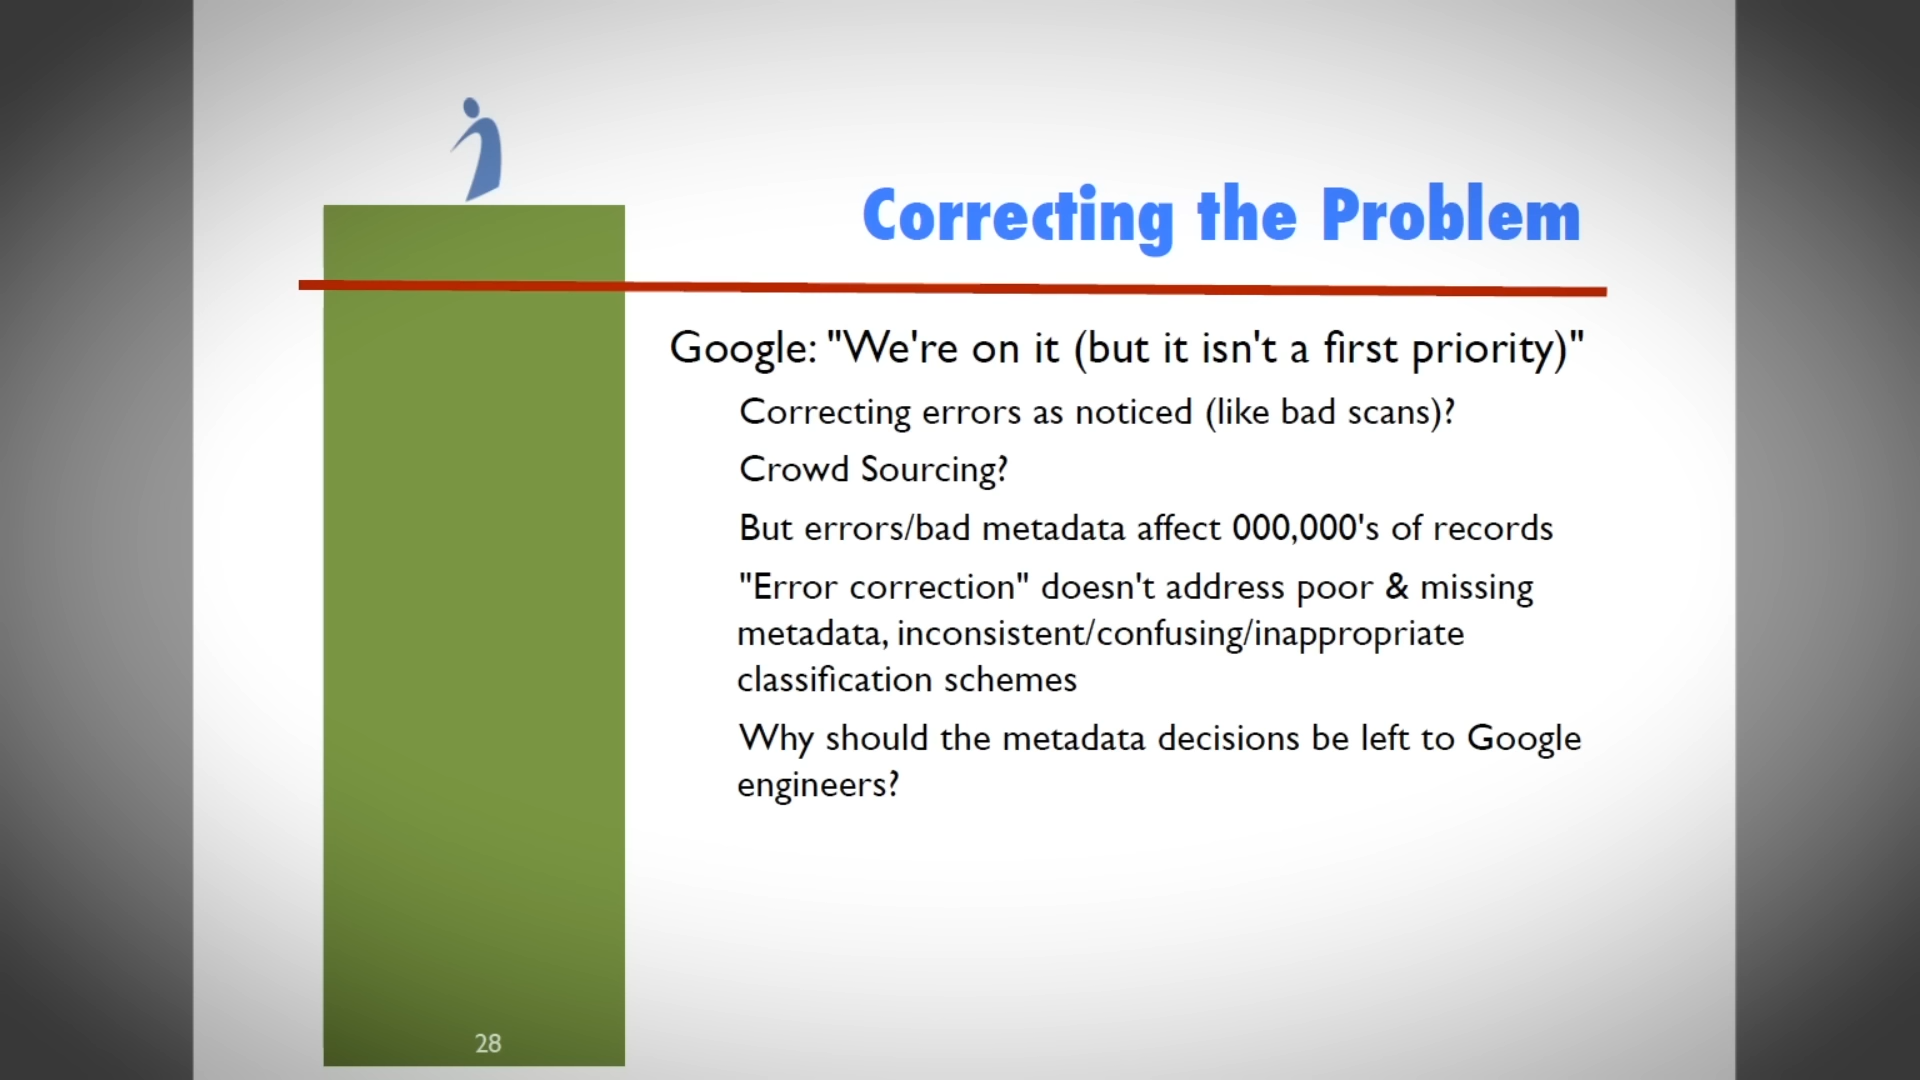 Correcting the Problem
Google: "We're on it (but it isn't a first priority)"
Correcting errors as noticed (like bad scans)?
Crowd Sourcing?
But errors/bad metadata affect 000,000's of records
"Error correction" doesn't address poor & missing
metadata, inconsistent/confusing/inappropriate
classification schemes
Why should the metadata decisions be left to Google
engineers?
28